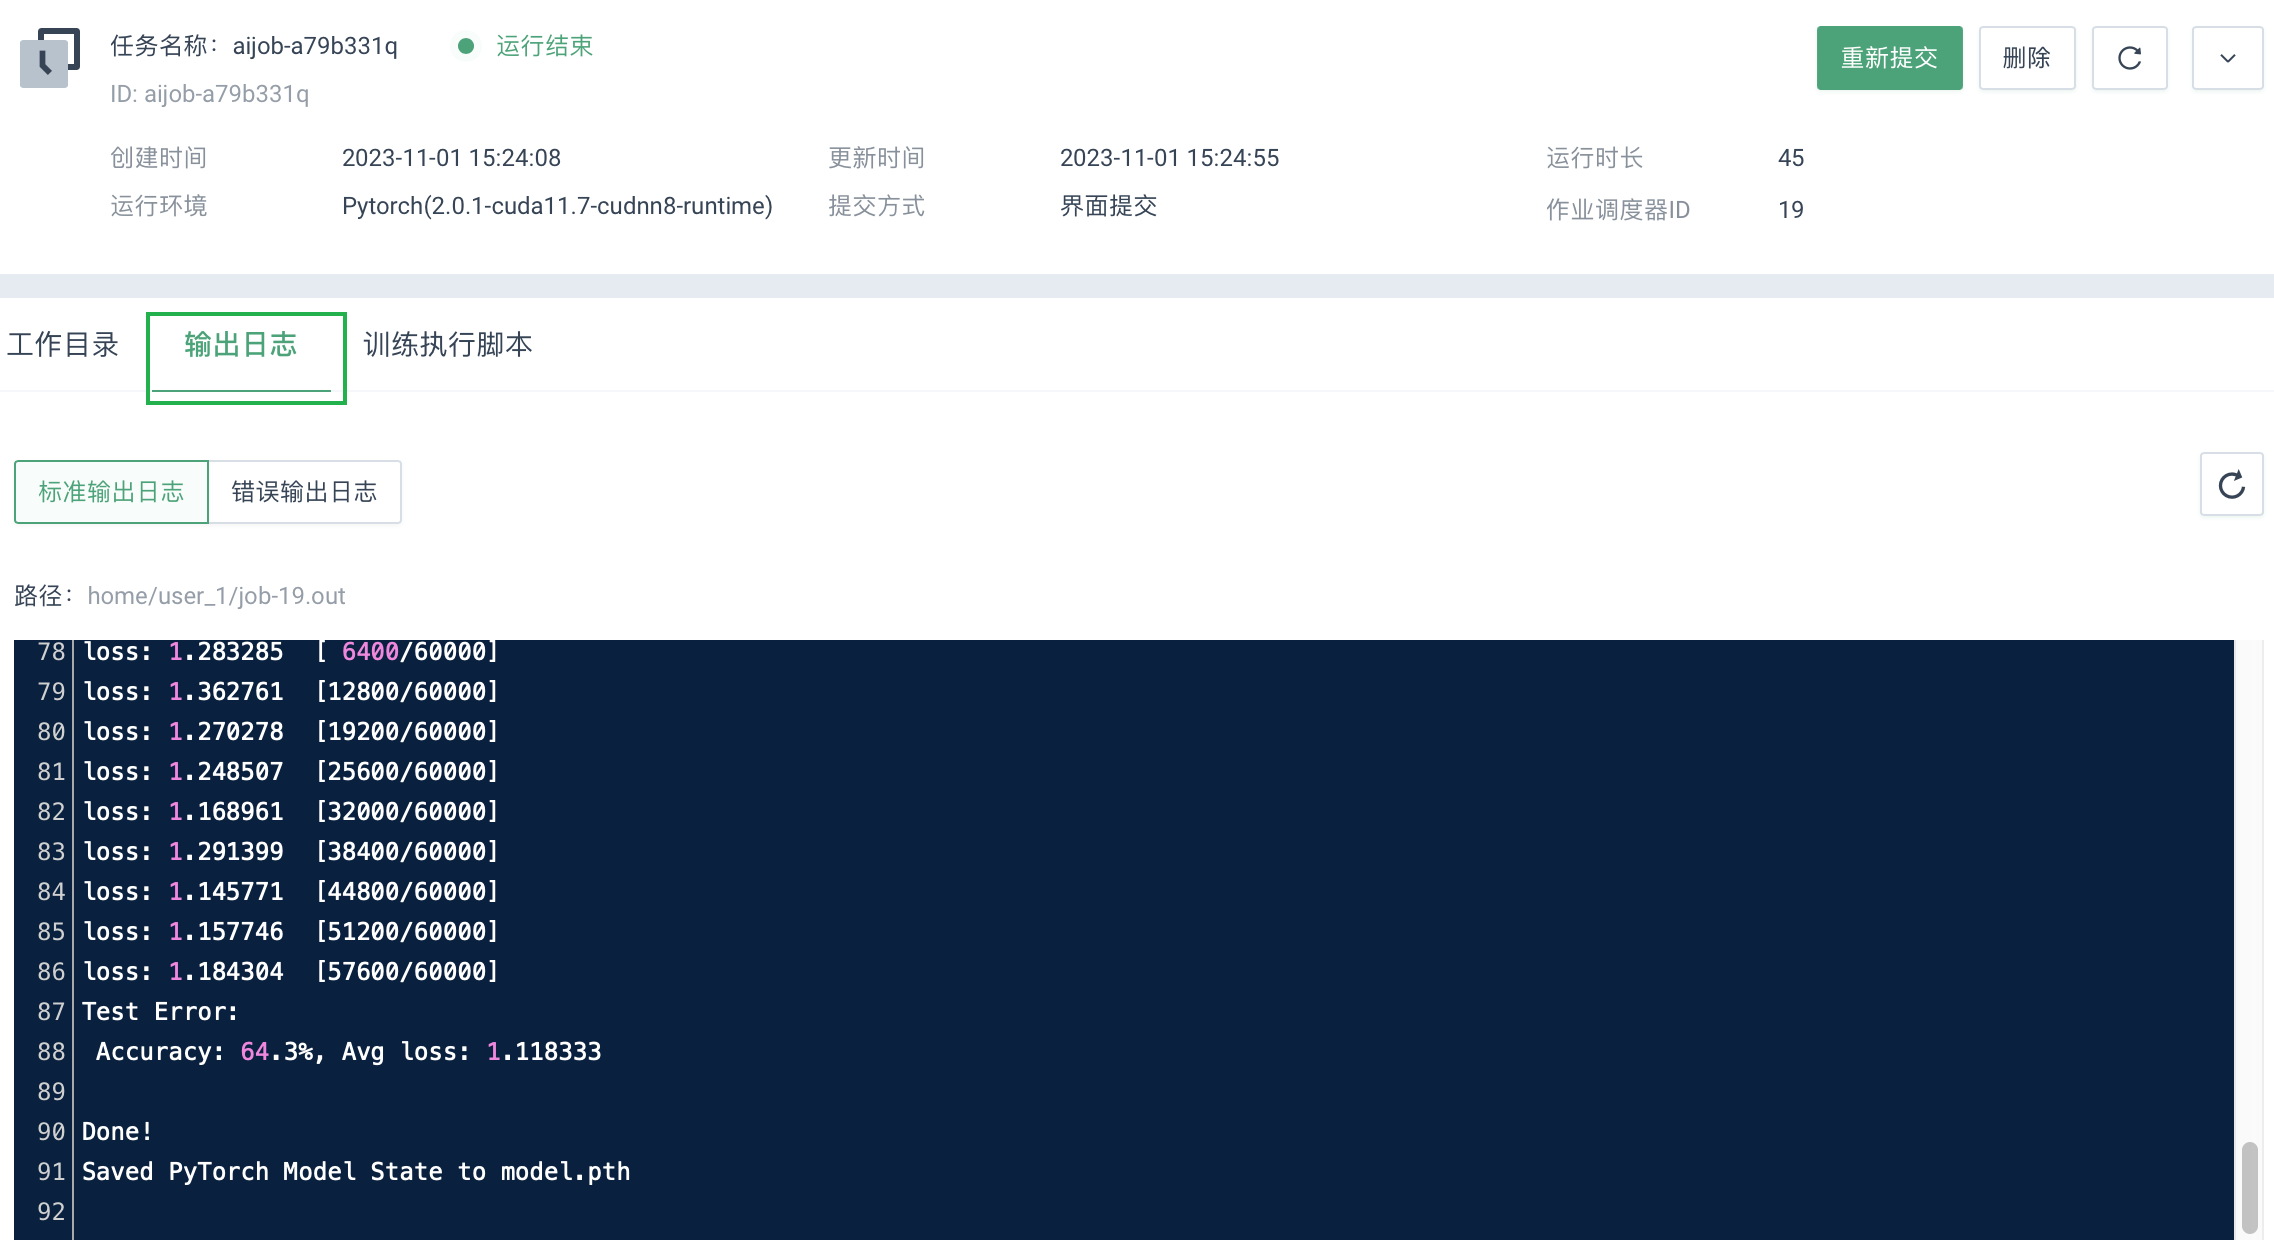 任务名称: aijob-a79b331q 运行结束 重新提交 删除
ID: aijob-a79b331q
创建时间 2023-11-01 15:24:08 更新时间 2023-11-01 15:24:55 运行时长 45
运行环境 Pytorch(2.0.1-cuda11.7-cudnn8-runtime) 提交方式 界面提交 作业调度器ID 19
工作目录 输出日志 训练执行脚本
标准输出日志 错误输出日志
路径: home/user_1/job-19.out
78 loss: 1.283285  [ 6400/60000]
79 loss: 1.362761  [12800/60000]
80 loss: 1.270278  [19200/60000]
81 loss: 1.248507  [25600/60000]
82 loss: 1.168961  [32000/60000]
83 loss: 1.291399  [38400/60000]
84 loss: 1.145771  [44800/60000]
85 loss: 1.157746  [51200/60000]
86 loss: 1.184304  [57600/60000]
87 Test Error:
88  Accuracy: 64.3%, Avg loss: 1.118333
89
90 Done!
91 Saved PyTorch Model State to model.pth
92